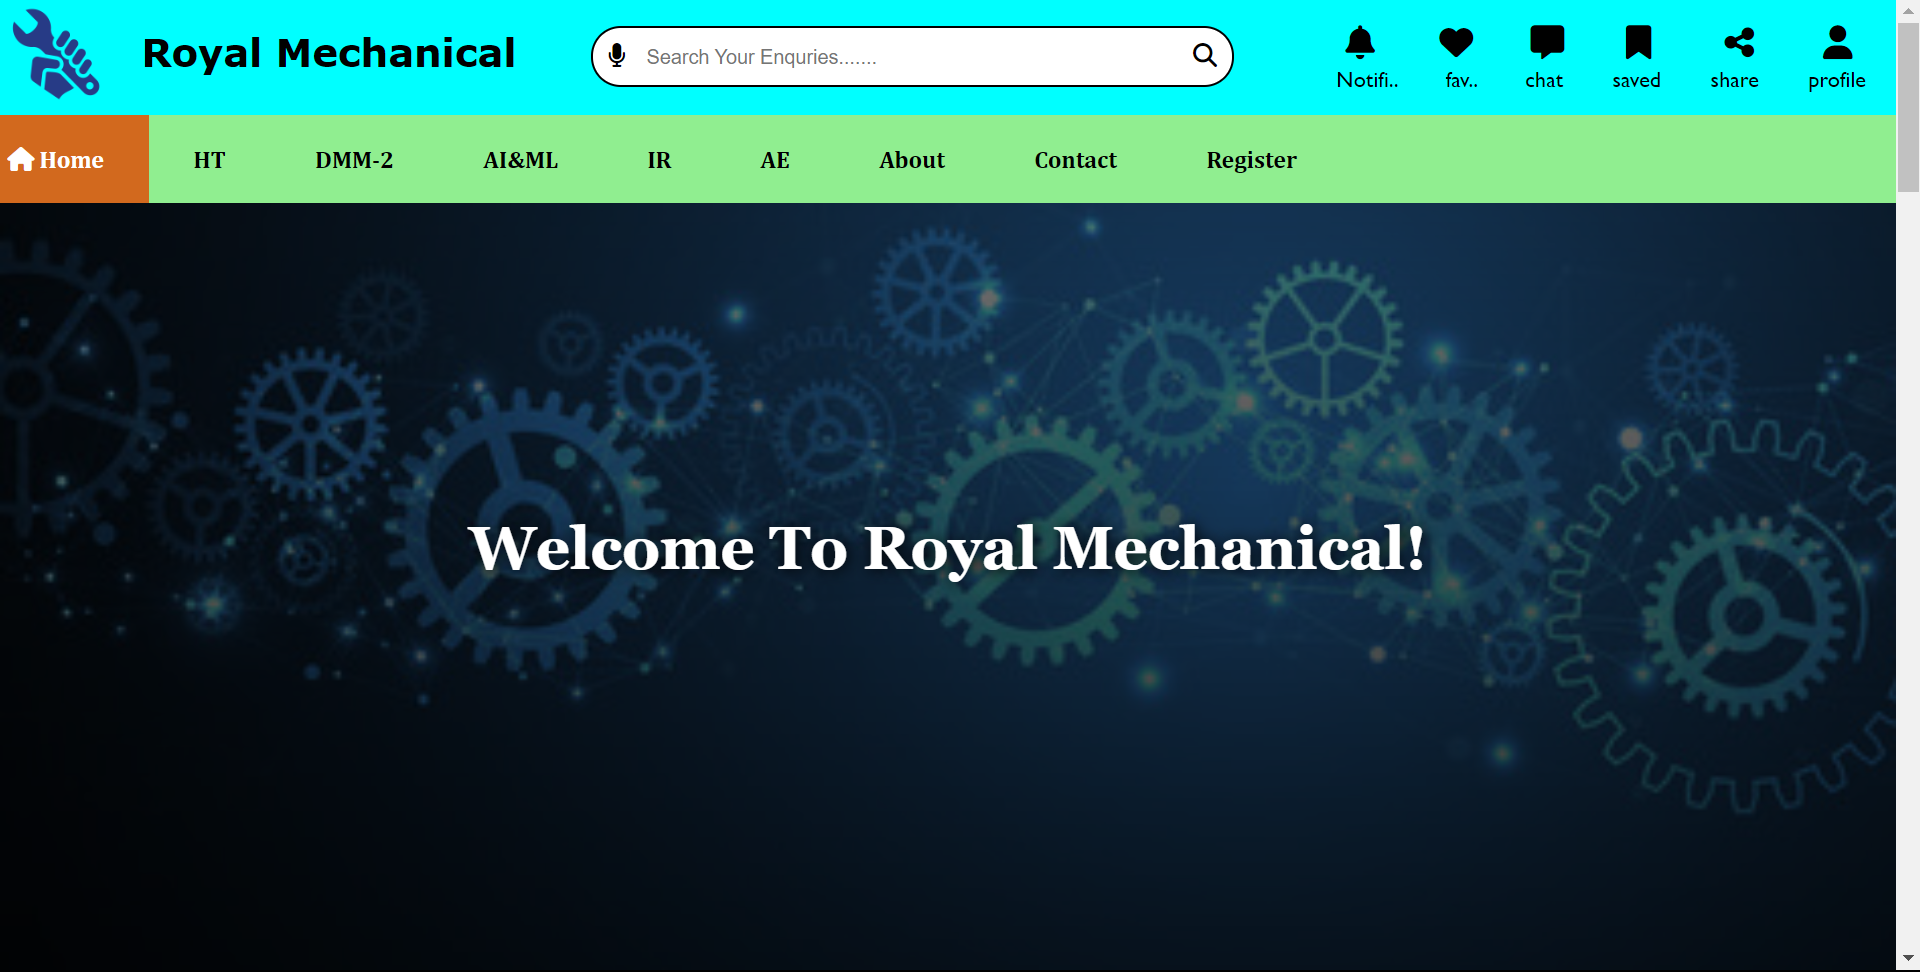 Royal Mechanical
Search Your Enquries.......
Notifi..
fav..
chat
saved
share
profile
Home
HT
DMM-2
AI&ML
IR
AE
About
Contact
Register
Welcome To Royal Mechanical!